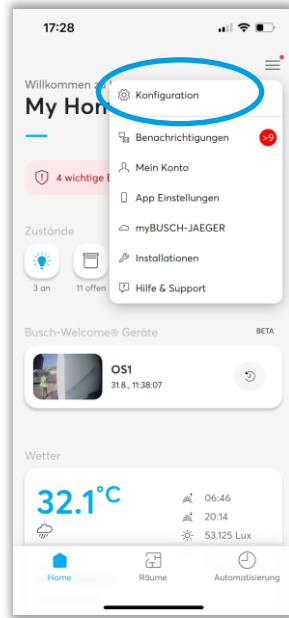 17:28
Willkommen zu
My Hom
Konfiguration
Benachrichtigungen >9
Mein Konto
App Einstellungen
myBUSCH-JAEGER
Installationen
Hilfe & Support
4 wichtige E
Zustände
3 an 11 offen
Busch-Welcome® Geräte BETA
OS1
31.8., 11:38:07
Wetter
32.1°C
06:46
20:14
53.125 Lux
Home Räume Automatisierung